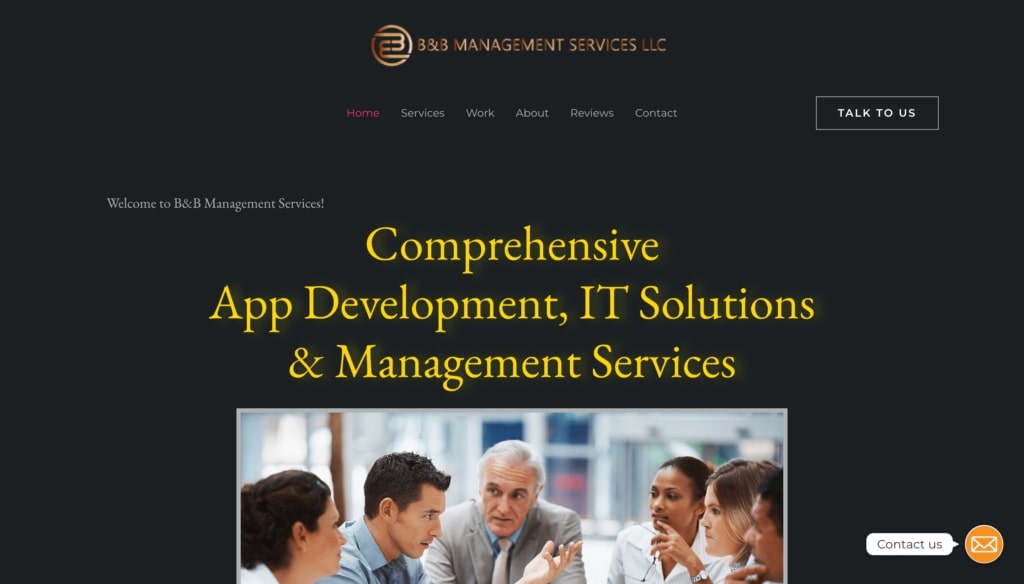 B&B MANAGEMENT SERVICES LLC
Home Services Work About Reviews Contact
TALK TO US
Welcome to B&B Management Services!
Comprehensive
App Development, IT Solutions
& Management Services
Contact us